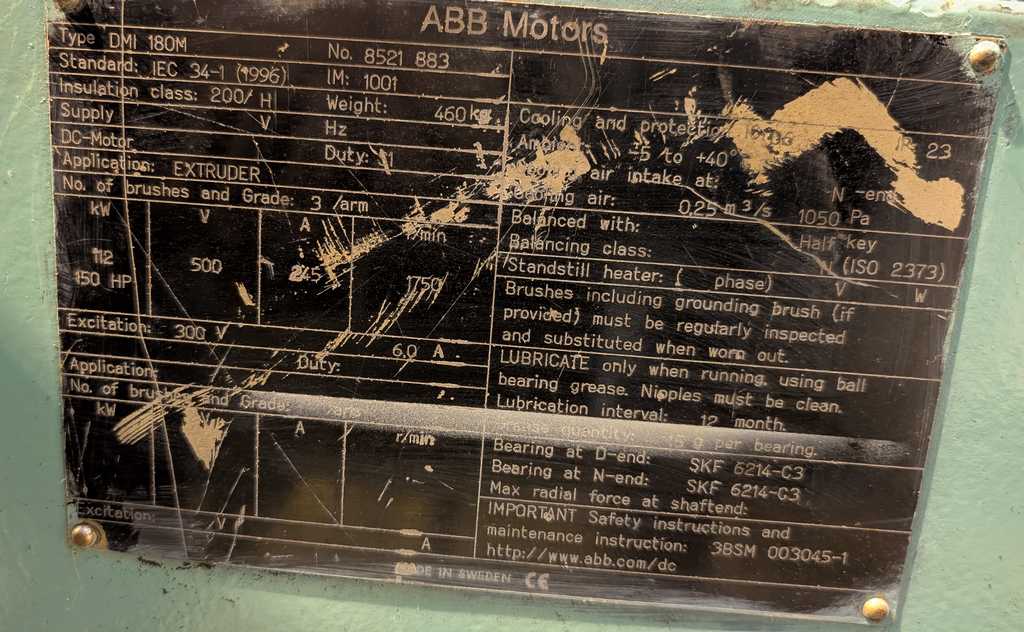 ABB Motors
Type DMI 180M
No. 8521 883
Standard: IEC 34-1 (1996)
IM: 1001
Insulation class: 200/ H
Weight: 460 kg
Supply V Hz
DC-Motor
Duty: 1
Application: EXTRUDER
No. of brushes and Grade: 3 /arm
kW V A r/min
112 500 245 1750
150 HP
Excitation: 300 V 6.0 A
Application:
Duty:
No. of brushes and Grade: /arm
kW V A r/min
Excitation: V A
Cooling and protection 23
-5 to +40°
air intake at: N -end
air: 0,25 m³/s 1050 Pa
Balanced with: Half key
Balancing class: N (ISO 2373)
Standstill heater: ( phase) V W
Brushes including grounding brush (if
provided) must be regularly inspected
and substituted when worn out.
LUBRICATE only when running, using ball
bearing grease. Nipples must be clean.
Lubrication interval: 12 month.
quantity: 15 g per bearing.
Bearing at D-end: SKF 6214-C3
Bearing at N-end: SKF 6214-C3
Max radial force at shaftend:
IMPORTANT Safety instructions and
maintenance instruction: 3BSM 003045-1
http://www.abb.com/dc
MADE IN SWEDEN CE